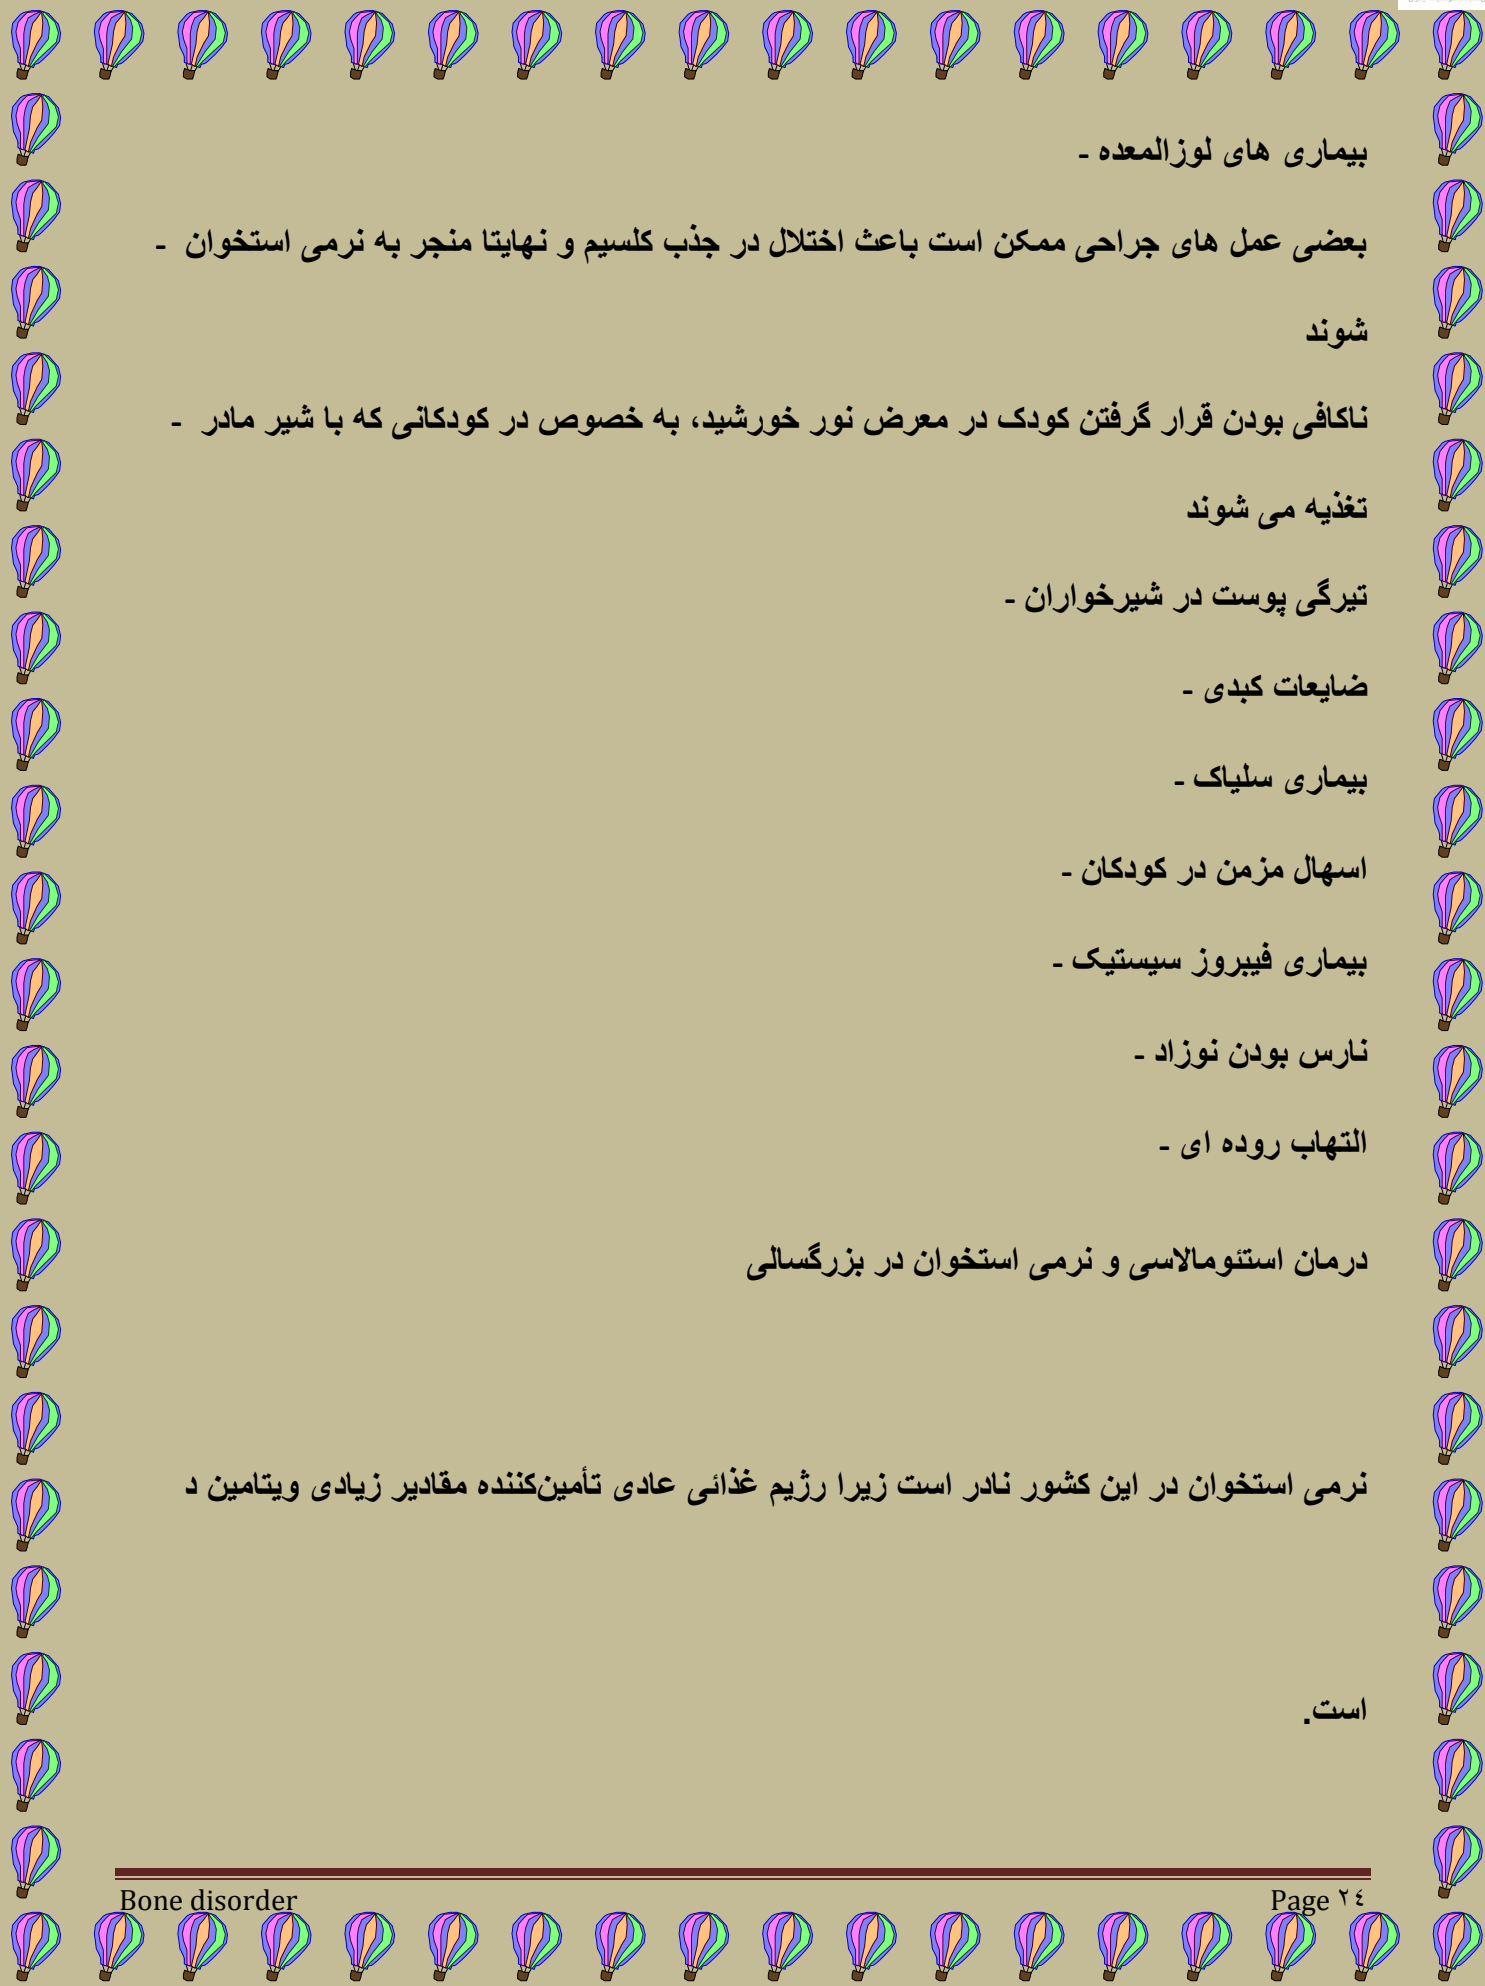 بیماری های لوزالمعده -
بعضی عمل های جراحی ممکن است باعث اختلال در جذب کلسیم و نهایتا منجر به نرمی استخوان -
شوند
ناکافی بودن قرار گرفتن کودک در معرض نور خورشید، به خصوص در کودکانی که با شیر مادر -
تغذیه می شوند
تیرگی پوست در شیرخواران -
ضایعات کبدی -
بیماری سلیاک -
اسهال مزمن در کودکان -
بیماری فیبروز سیستیک -
نارس بودن نوزاد -
التهاب روده ای -
درمان استئومالاسی و نرمی استخوان در بزرگسالی
نرمی استخوان در این کشور نادر است زیرا رژیم غذائی عادی تأمین‌کننده مقادیر زیادی ویتامین د
است.
Bone disorder Page ٢٤